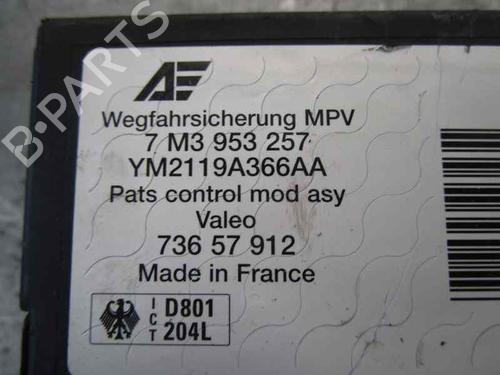 B-PARTS
AE
Wegfahrsicherung MPV
7 M3 953 257
YM2119A366AA
Pats control mod asy
Valeo
736 57 912
Made in France
I C T D801
204L